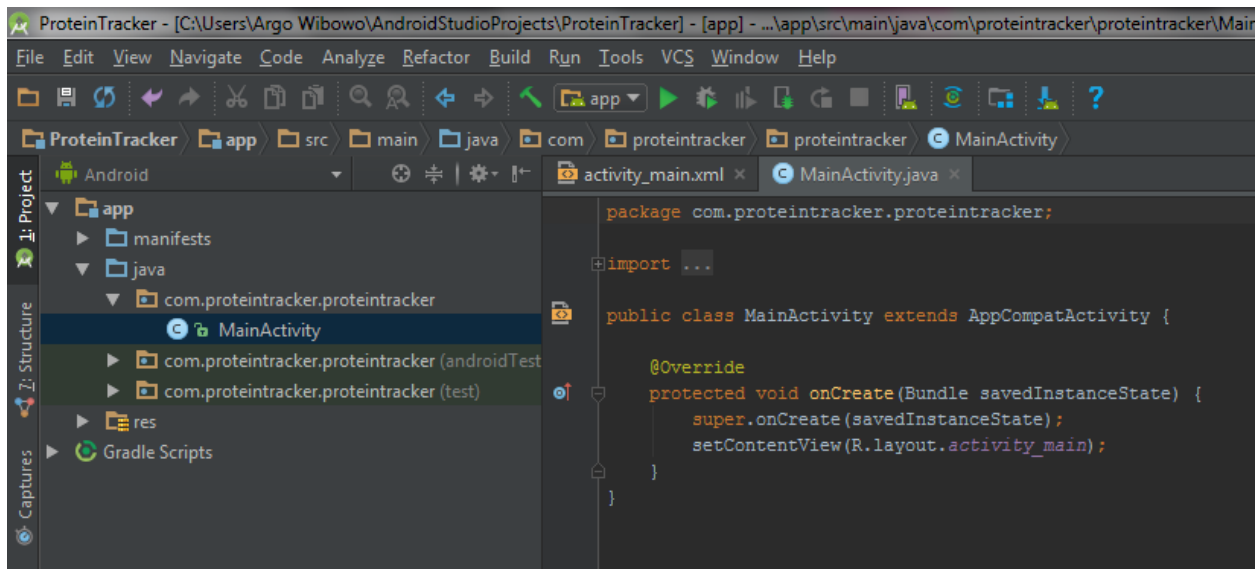 ProteinTracker - [C:\Users\Argo Wibowo\AndroidStudioProjects\ProteinTracker] - [app] - ...\app\src\main\java\com\proteintracker\proteintracker\Main
File Edit View Navigate Code Analyze Refactor Build Run Tools VCS Window Help
app
ProteinTracker app src main java com proteintracker proteintracker MainActivity
1: Project
7: Structure
Captures
Android
app
manifests
java
com.proteintracker.proteintracker
MainActivity
com.proteintracker.proteintracker (androidTest
com.proteintracker.proteintracker (test)
res
Gradle Scripts
activity_main.xml MainActivity.java
package com.proteintracker.proteintracker;
import ...
public class MainActivity extends AppCompatActivity {
@Override
protected void onCreate(Bundle savedInstanceState) {
super.onCreate(savedInstanceState);
setContentView(R.layout.activity_main);
}
}